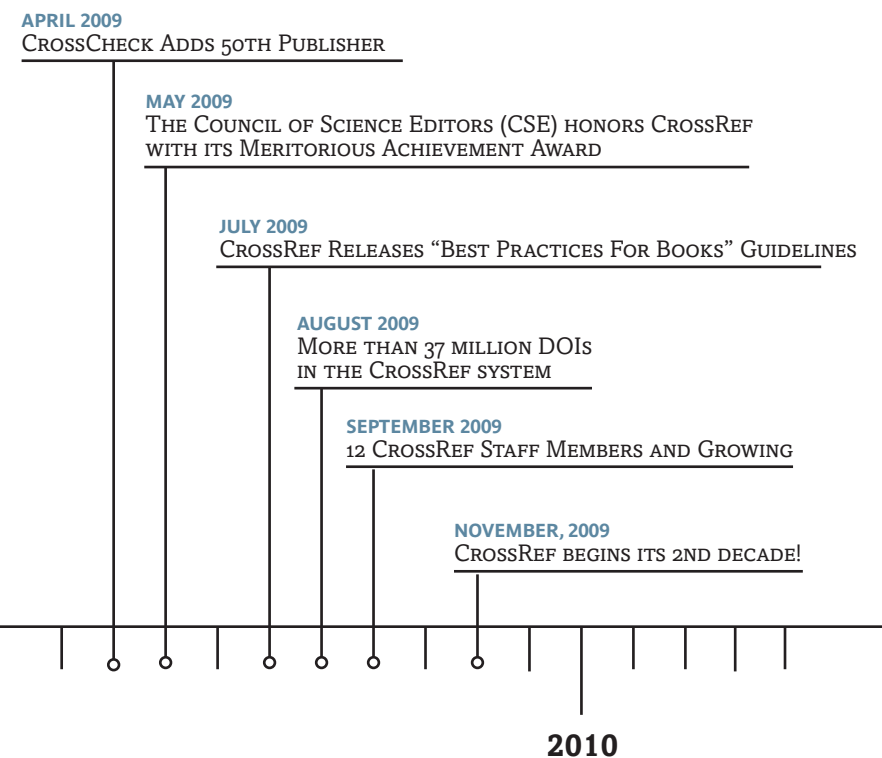 APRIL 2009
CrossCheck Adds 50th Publisher
MAY 2009
The Council of Science Editors (CSE) honors CrossRef
with its Meritorious Achievement Award
JULY 2009
CrossRef Releases “Best Practices For Books” Guidelines
AUGUST 2009
More than 37 million DOIs
in the CrossRef system
SEPTEMBER 2009
12 CrossRef Staff Members and Growing
NOVEMBER, 2009
CrossRef begins its 2nd decade!
2010